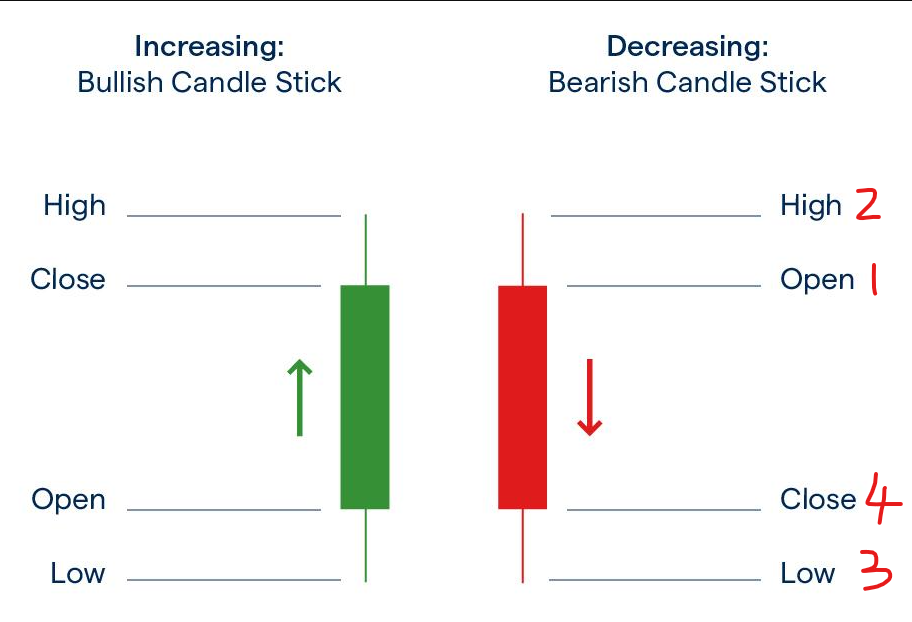 Increasing:
Bullish Candle Stick
High
Close
Open
Low
Decreasing:
Bearish Candle Stick
High 2
Open 1
Close 4
Low 3